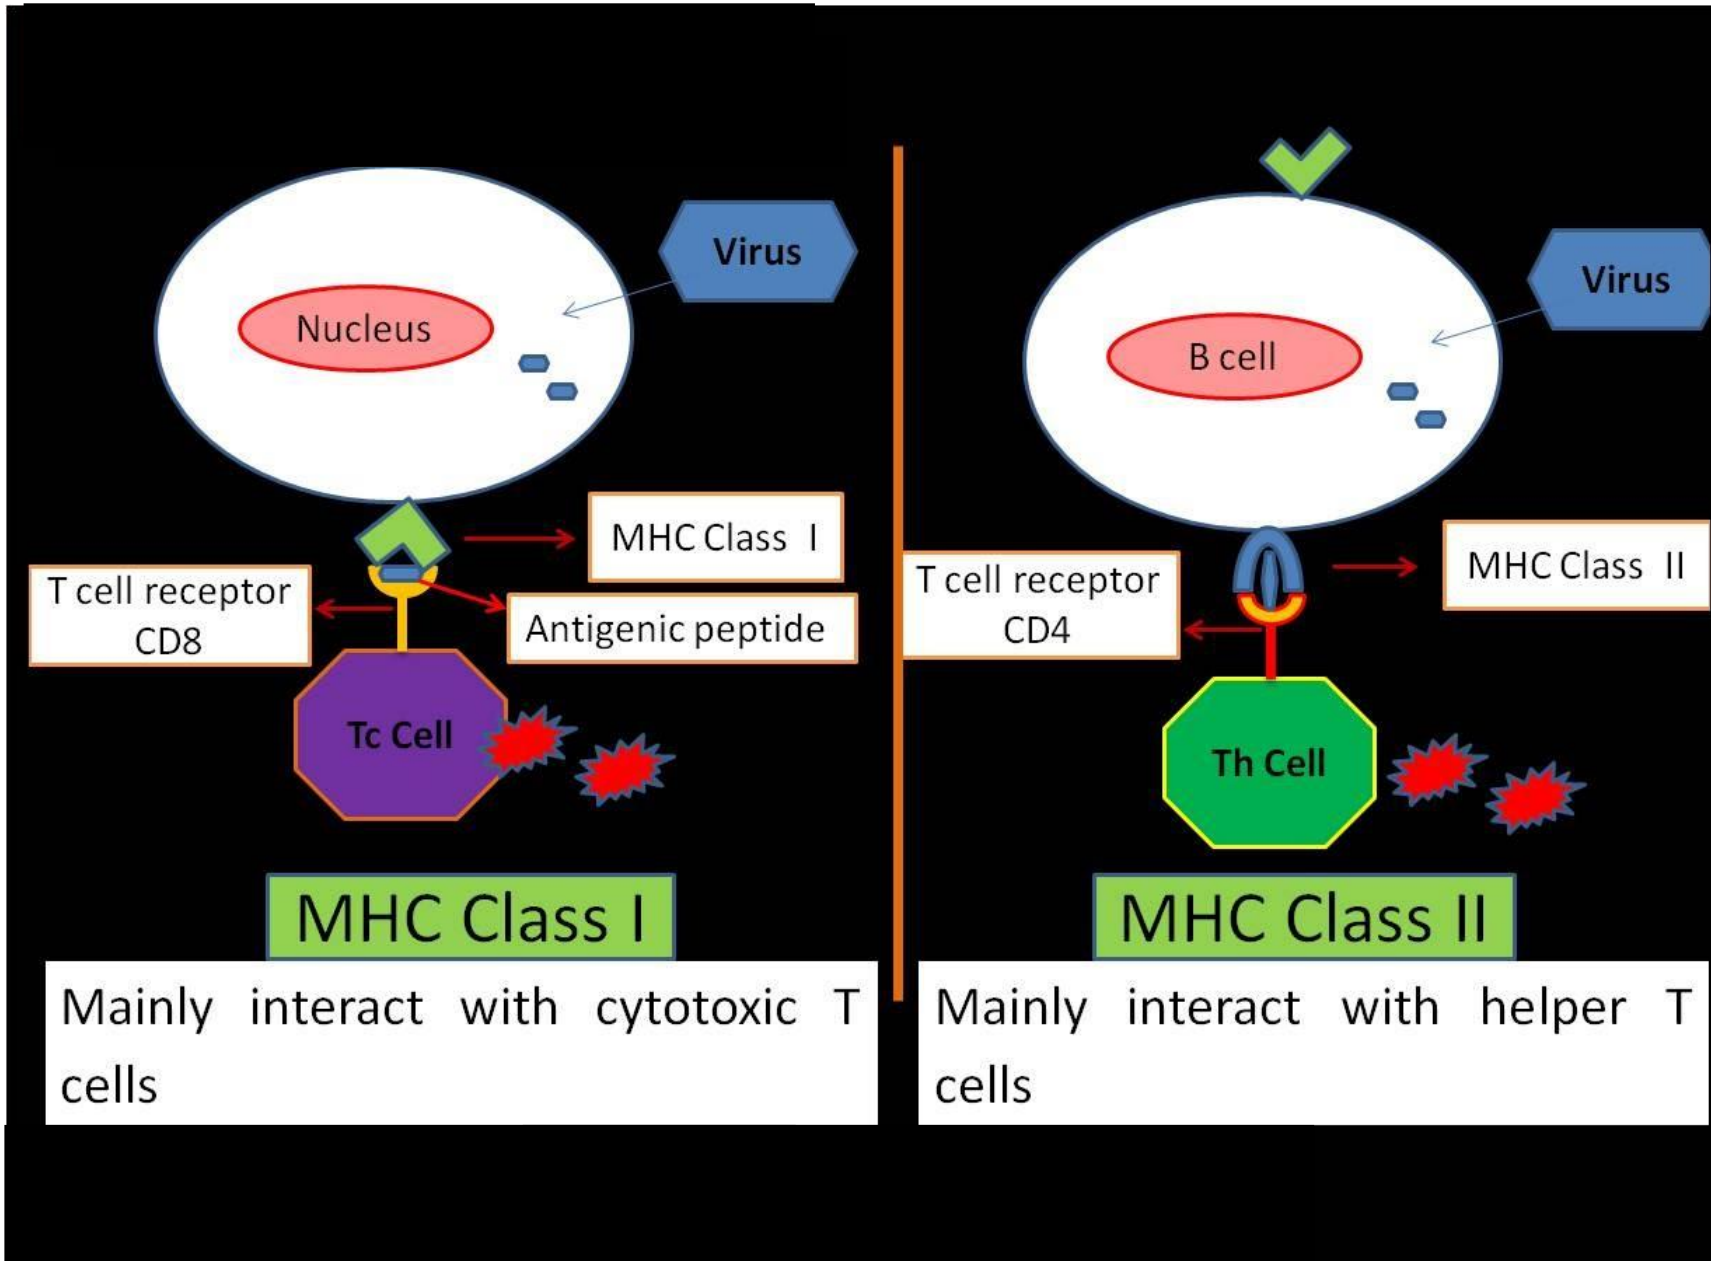 Virus
Nucleus
MHC Class I
T cell receptor
CD8
Antigenic peptide
Tc Cell
MHC Class I
Mainly interact with cytotoxic T
cells
Virus
B cell
MHC Class II
T cell receptor
CD4
Th Cell
MHC Class II
Mainly interact with helper T
cells